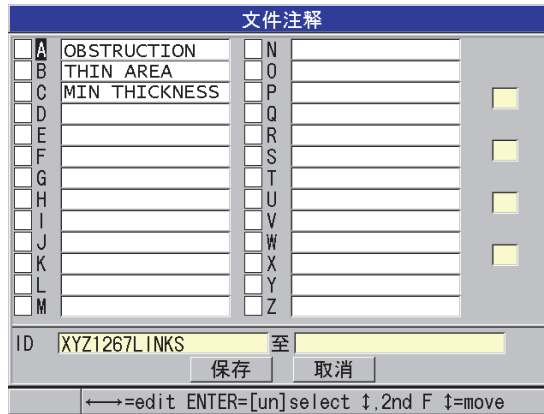 文件注释
A OBSTRUCTION N
B THIN AREA O
C MIN THICKNESS P
D Q
E R
F S
G T
H U
I V
J W
K X
L Y
M Z
ID XYZ1267LINKS 至
保存 取消
←→=edit ENTER=[un]select ↕,2nd F ↕=move